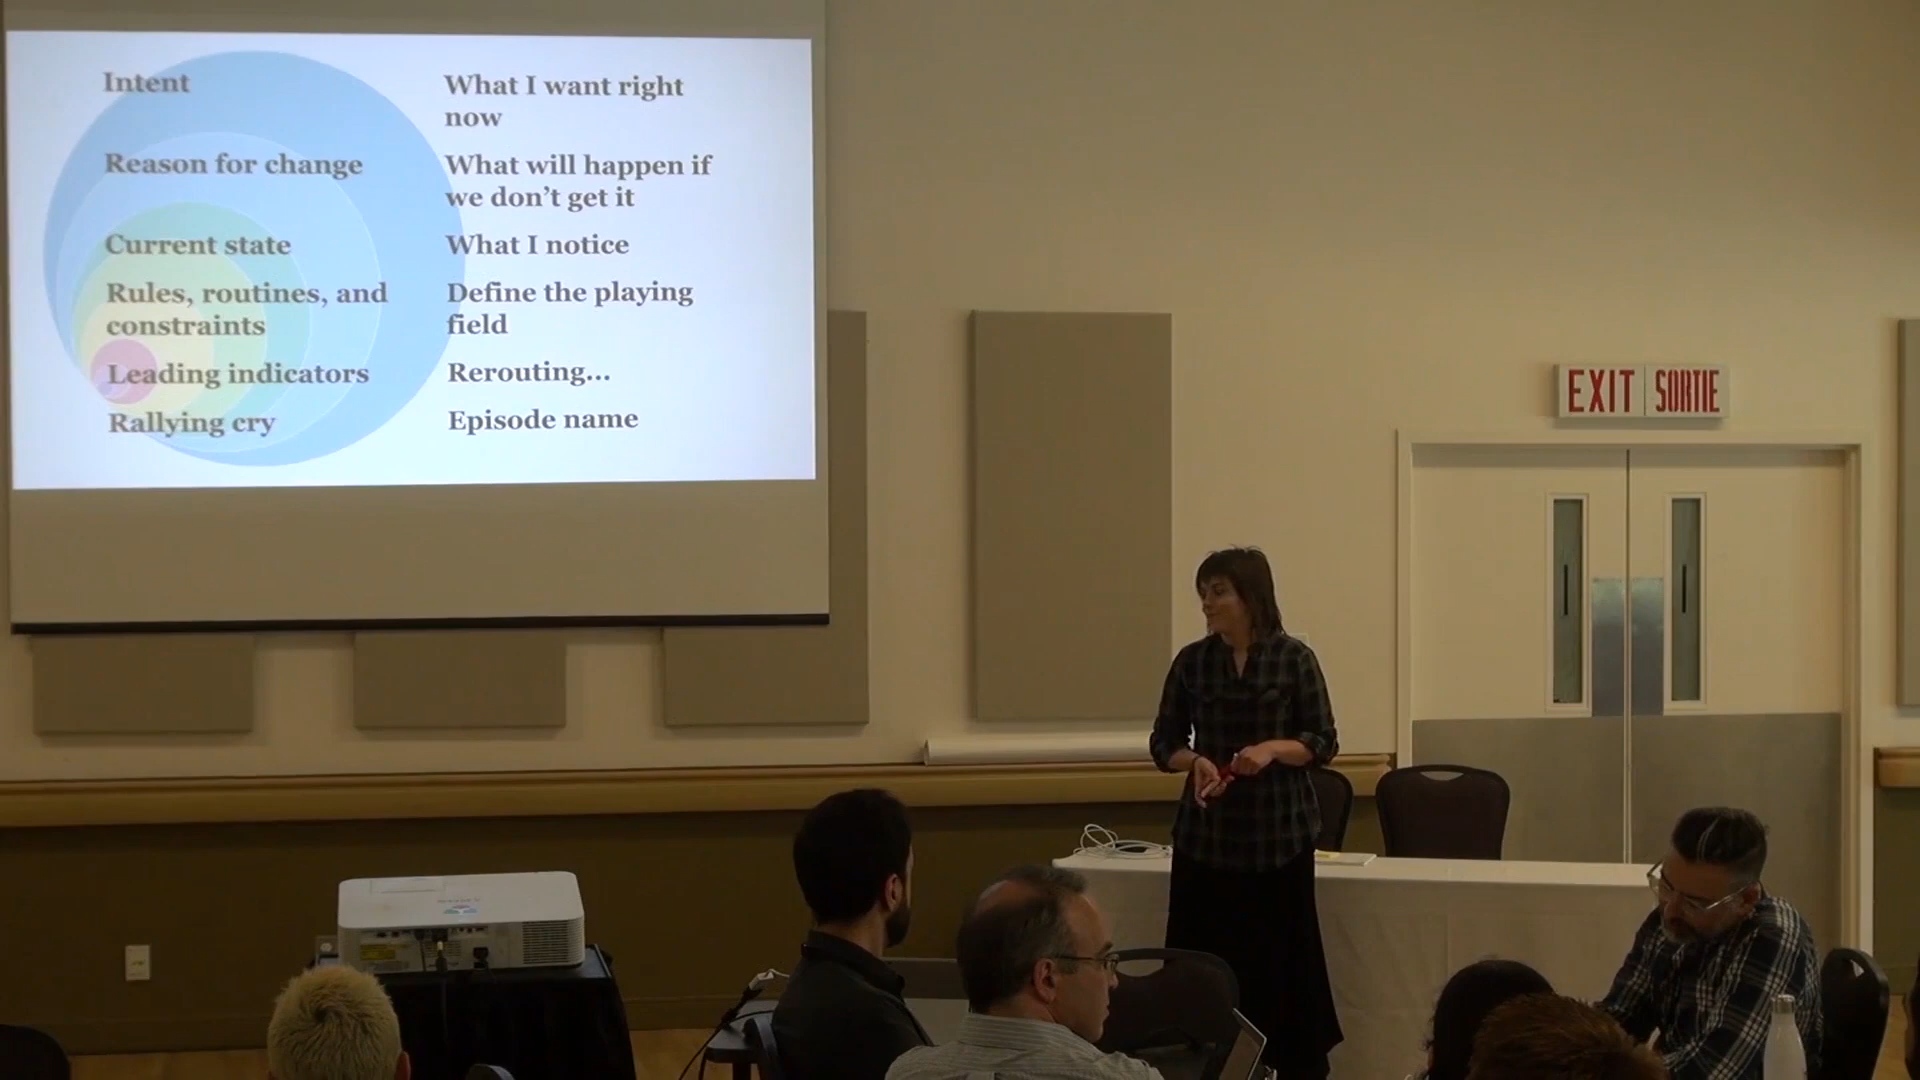 Intent
What I want right
now
Reason for change
What will happen if
we don't get it
Current state
What I notice
Rules, routines, and
constraints
Define the playing
field
Leading indicators
Rerouting...
Rallying cry
Episode name
EXIT SORTIE